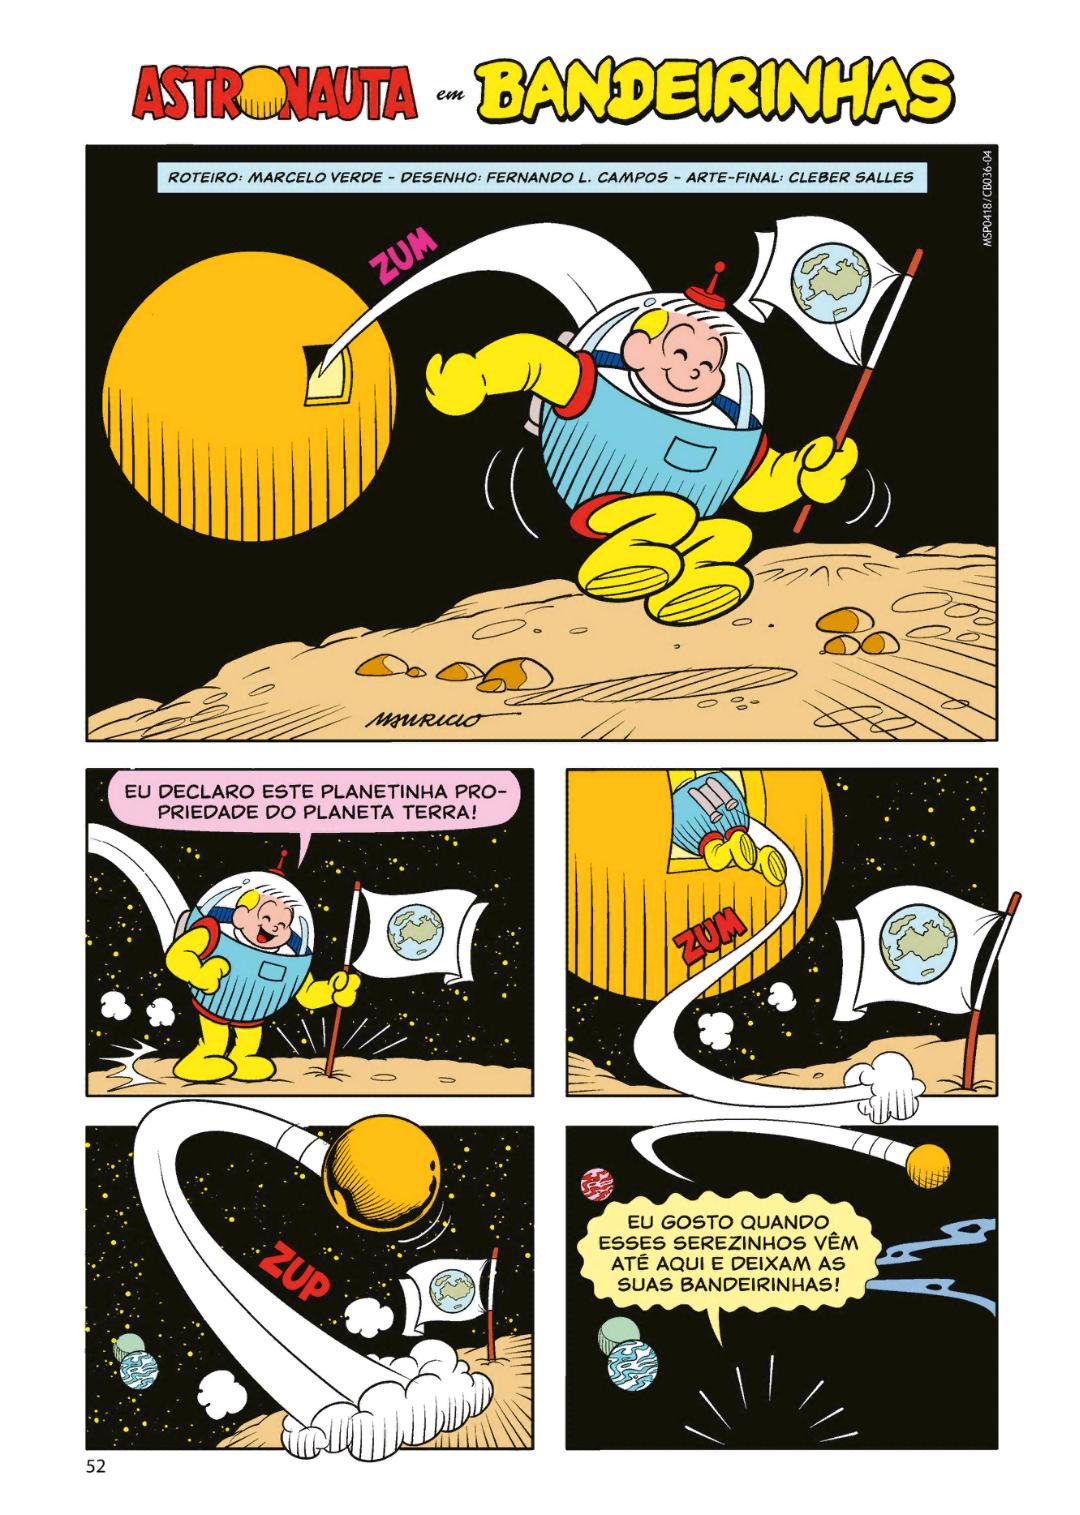 ASTRONAUTA em BANDEIRINHAS
ROTEIRO: MARCELO VERDE - DESENHO: FERNANDO L. CAMPOS - ARTE-FINAL: CLEBER SALLES
MSP0418/CB036-04
ZUM
MAURICIO
EU DECLARO ESTE PLANETINHA PRO-
PRIEDADE DO PLANETA TERRA!
ZUM
ZUP
EU GOSTO QUANDO
ESSES SEREZINHOS VÊM
ATÉ AQUI E DEIXAM AS
SUAS BANDEIRINHAS!
52